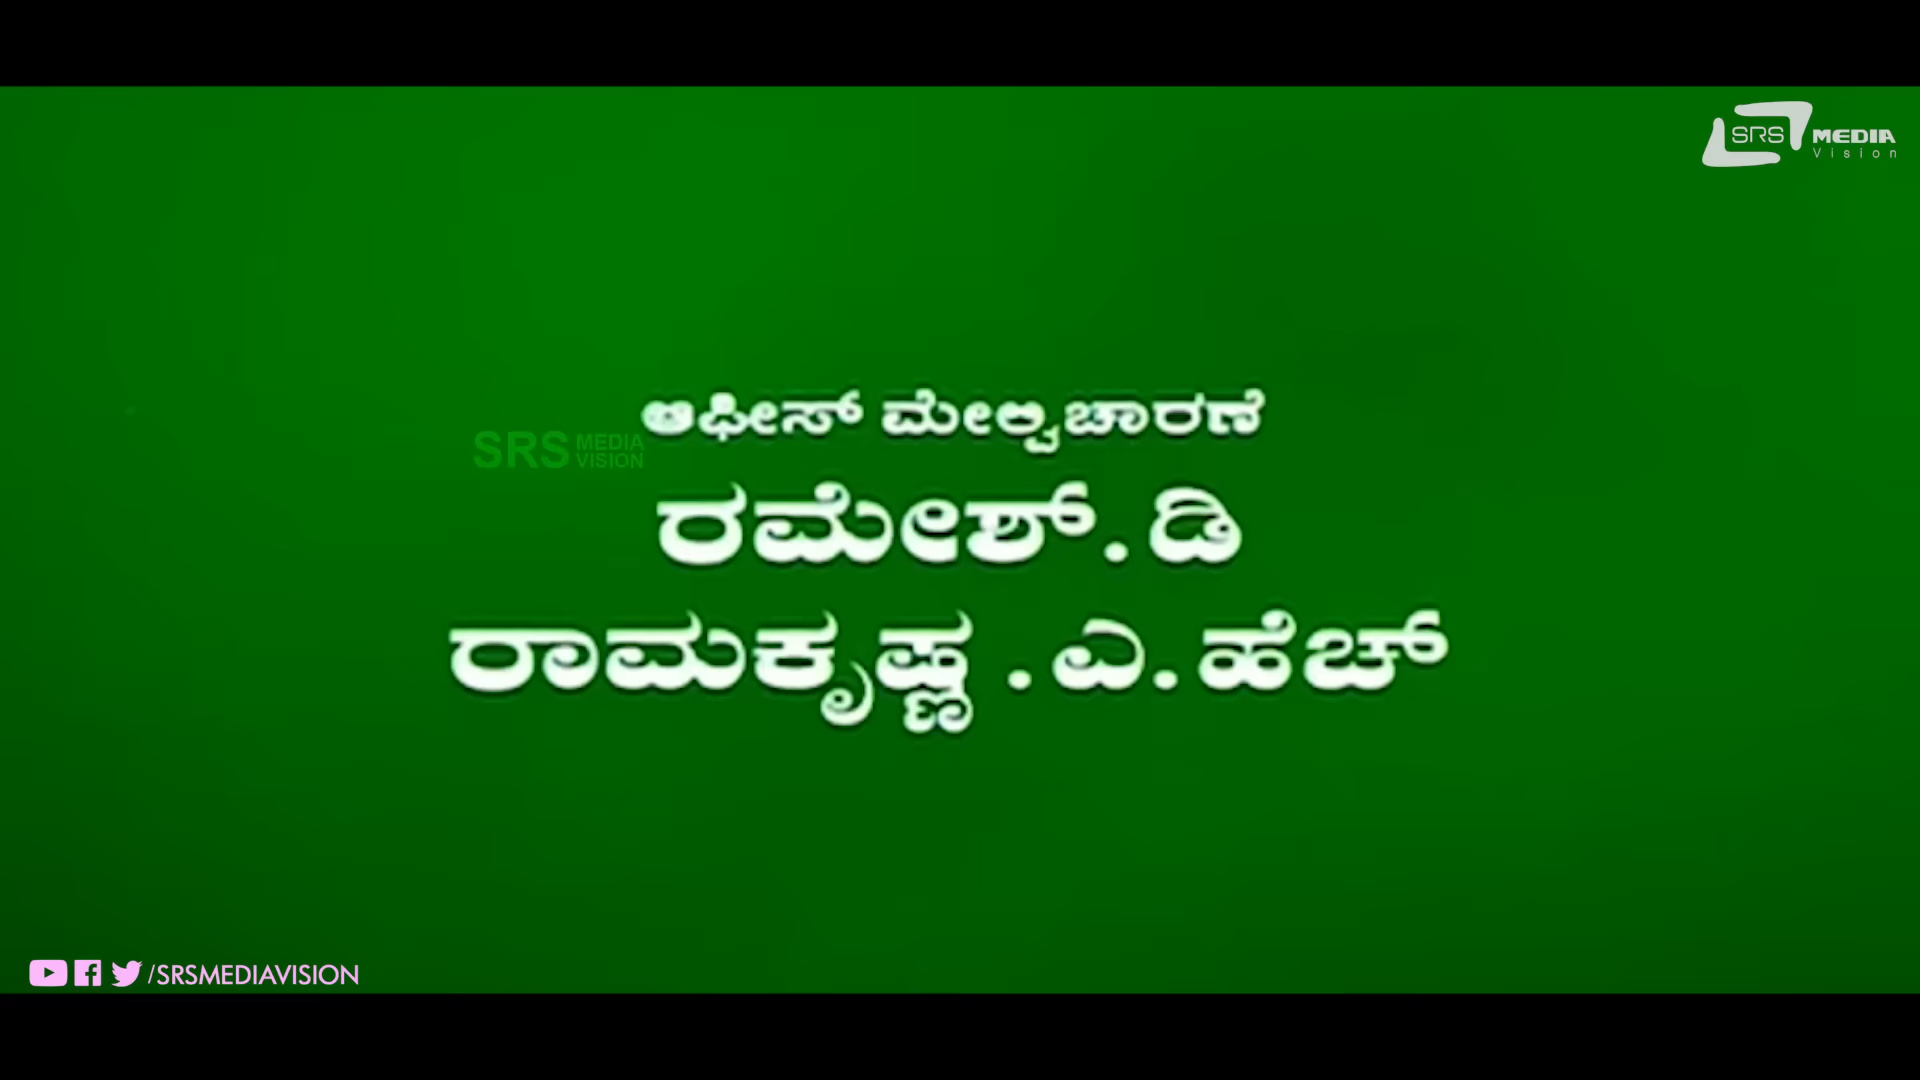 SRS MEDIA
Vision
ಆಫೀಸ್ ಮೇಲ್ವಿಚಾರಣೆ
SRS MEDIA VISION
ರಮೇಶ್.ಡಿ
ರಾಮಕೃಷ್ಣ .ಎ.ಹೆಚ್
/SRSMEDIAVISION